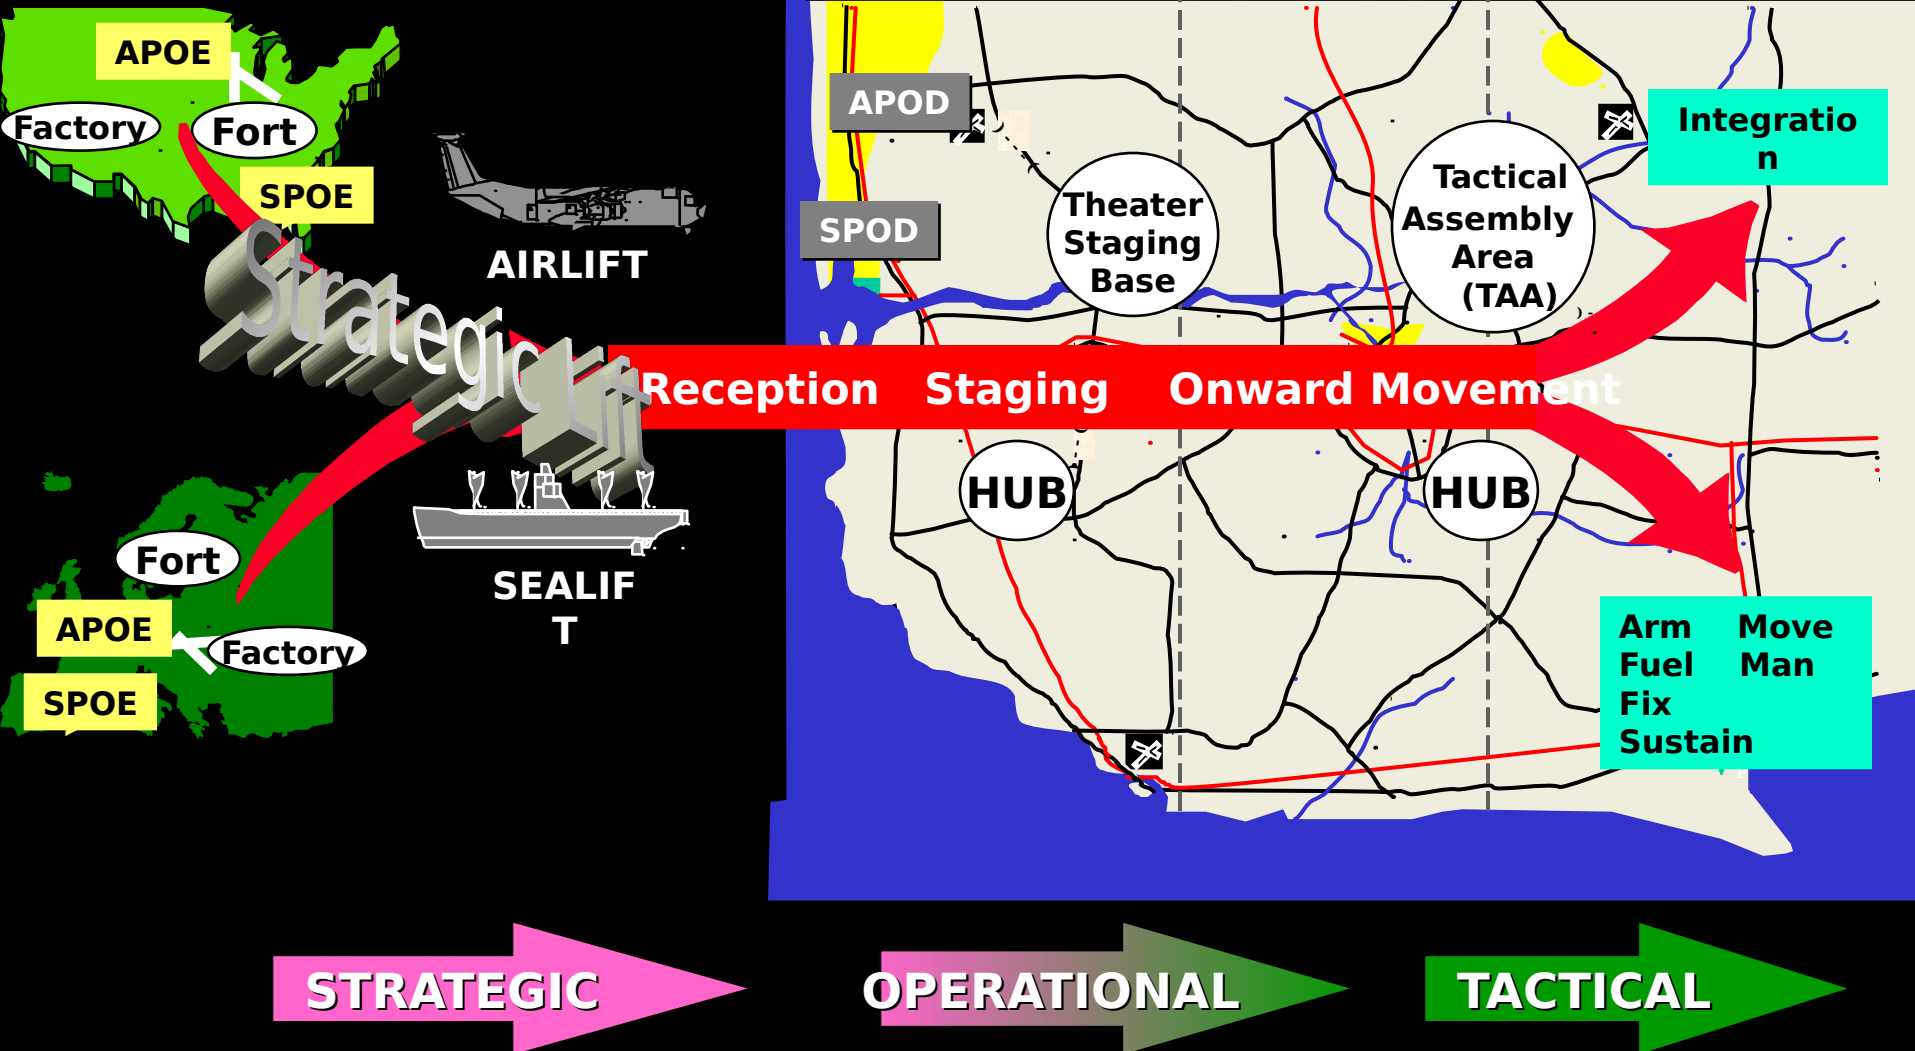 APOE
Factory
Fort
SPOE
Strategic Lift
AIRLIFT
SEALIF
T
Fort
APOE
Factory
SPOE
APOD
SPOD
Theater
Staging
Base
Tactical
Assembly
Area
(TAA)
Integratio
n
Reception Staging Onward Movement
HUB
HUB
Arm Move
Fuel Man
Fix
Sustain
STRATEGIC
OPERATIONAL
TACTICAL